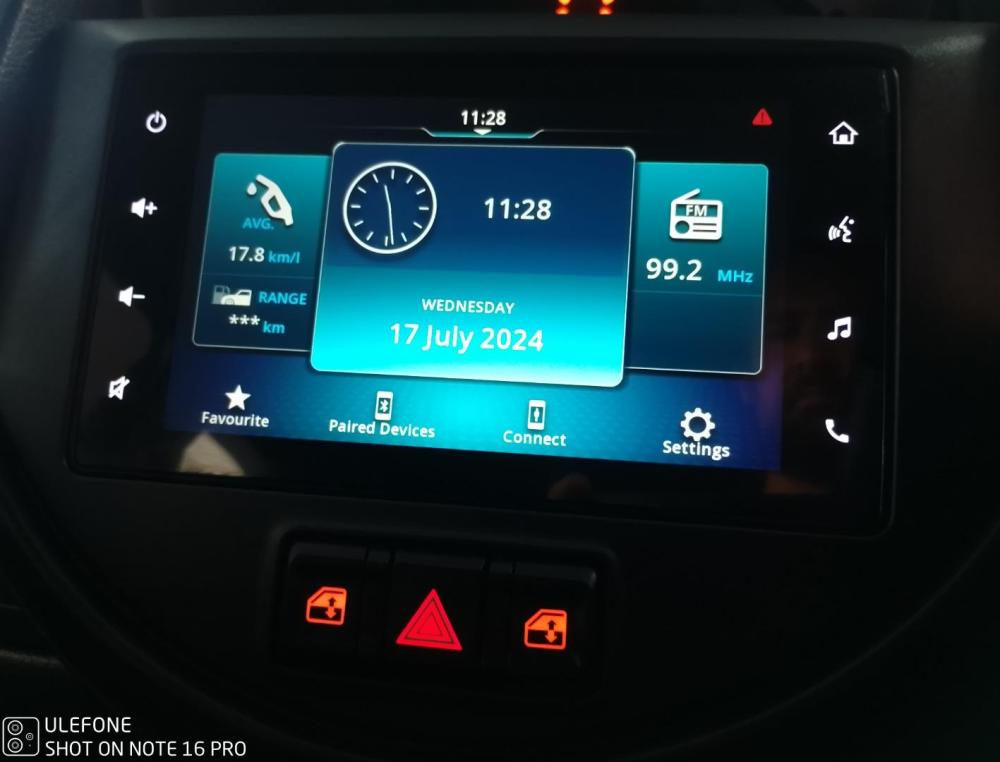 11:28
AVG.
17.8 km/l
RANGE
*** km
11:28
WEDNESDAY
17 July 2024
FM
99.2 MHz
Favourite
Paired Devices
Connect
Settings
ULEFONE
SHOT ON NOTE 16 PRO